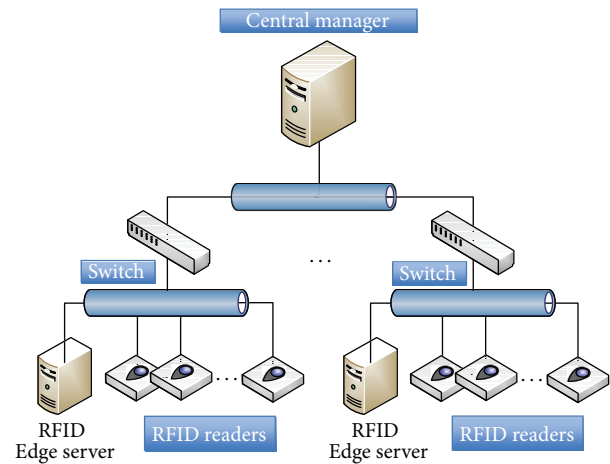 Central manager
...
Switch
Switch
...
...
RFID
Edge server
RFID readers
RFID
Edge server
RFID readers